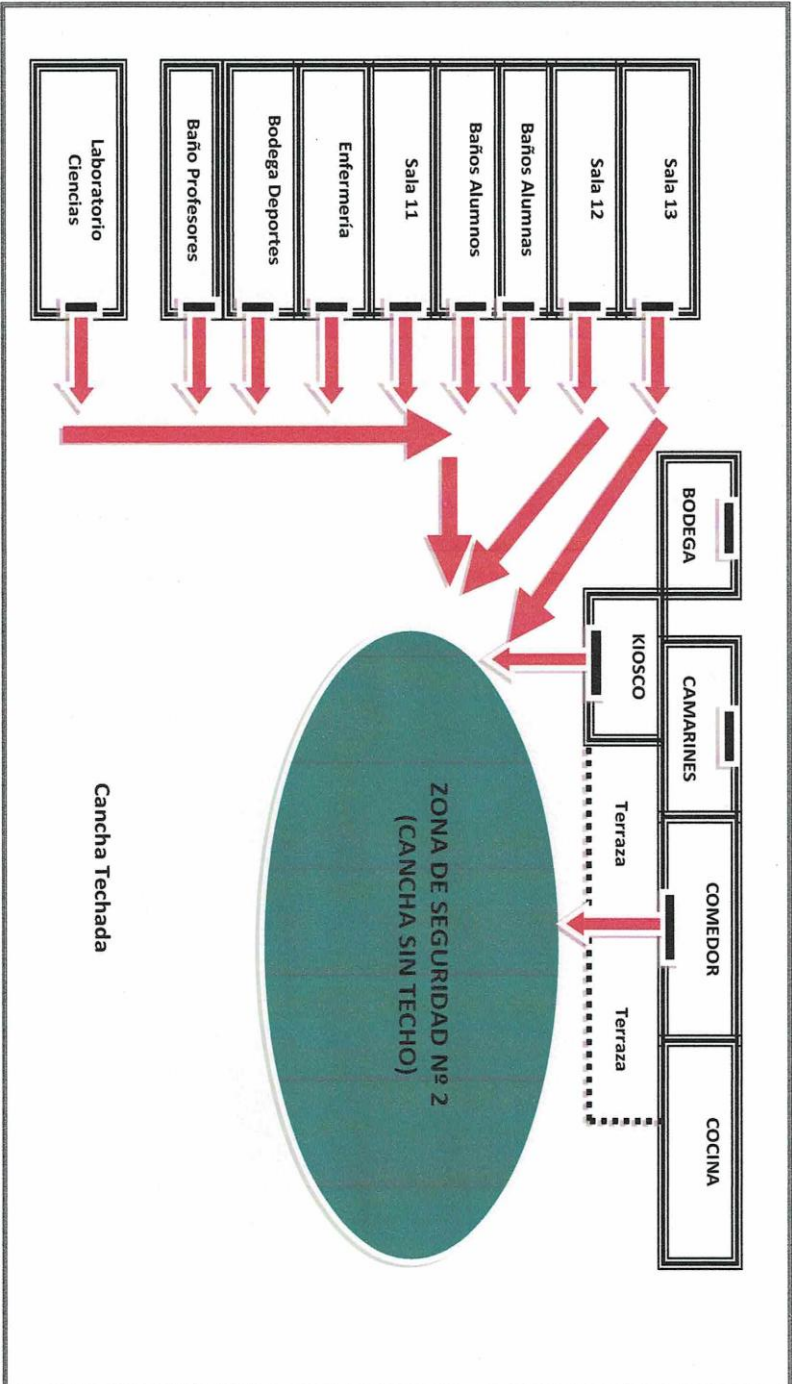 Sala 13
Sala 12
Baños Alumnas
Baños Alumnos
Sala 11
Enfermería
Bodega Deportes
Baño Profesores
Laboratorio
Ciencias
BODEGA
KIOSCO
CAMARINES
COMEDOR
COCINA
Terraza
Terraza
ZONA DE SEGURIDAD Nº 2
(CANCHA SIN TECHO)
Cancha Techada